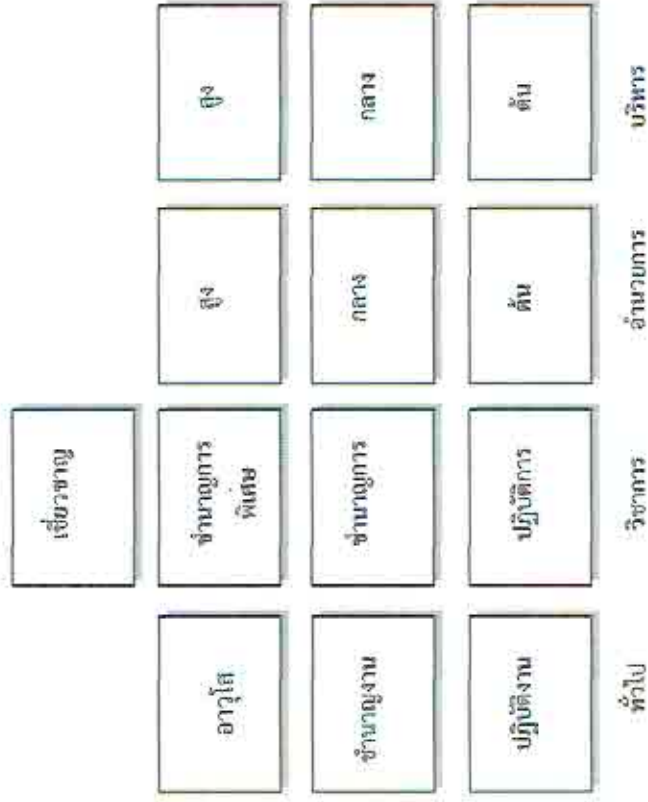 เชี่ยวชาญ
อาวุโส
ชำนาญการ
พิเศษ
สูง
สูง
ชำนาญงาน
ชำนาญการ
กลาง
กลาง
ปฏิบัติงาน
ปฏิบัติการ
ต้น
ต้น
ทั่วไป
วิชาการ
อำนวยการ
บริหาร